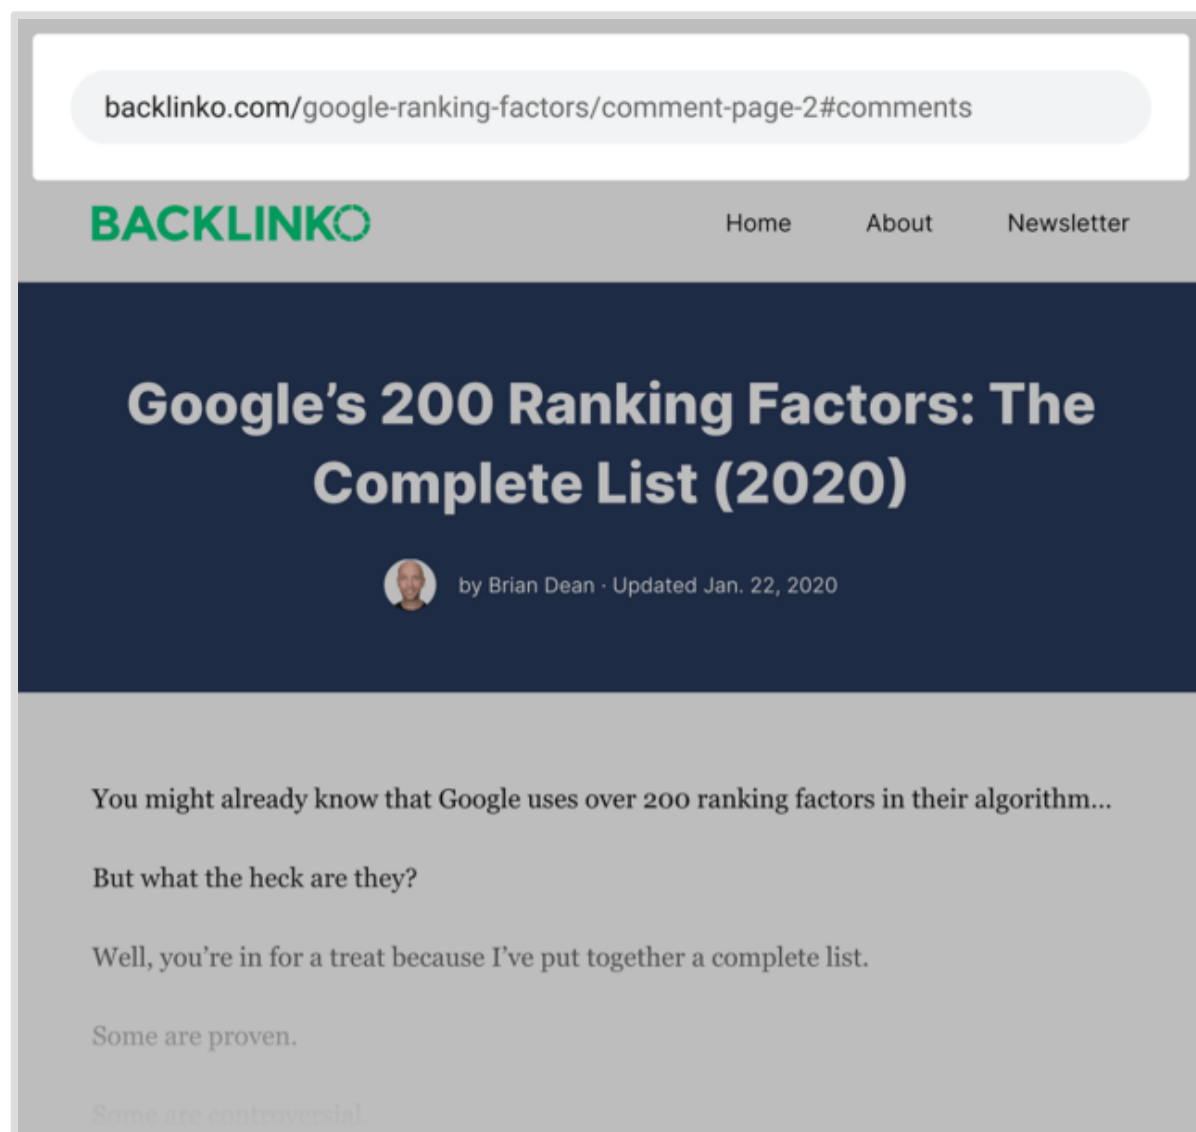 backlinko.com/google-ranking-factors/comment-page-2#comments
BACKLINKO
Home About Newsletter
Google’s 200 Ranking Factors: The
Complete List (2020)
by Brian Dean · Updated Jan. 22, 2020
You might already know that Google uses over 200 ranking factors in their algorithm…
But what the heck are they?
Well, you’re in for a treat because I’ve put together a complete list.
Some are proven.
Some are controversial.